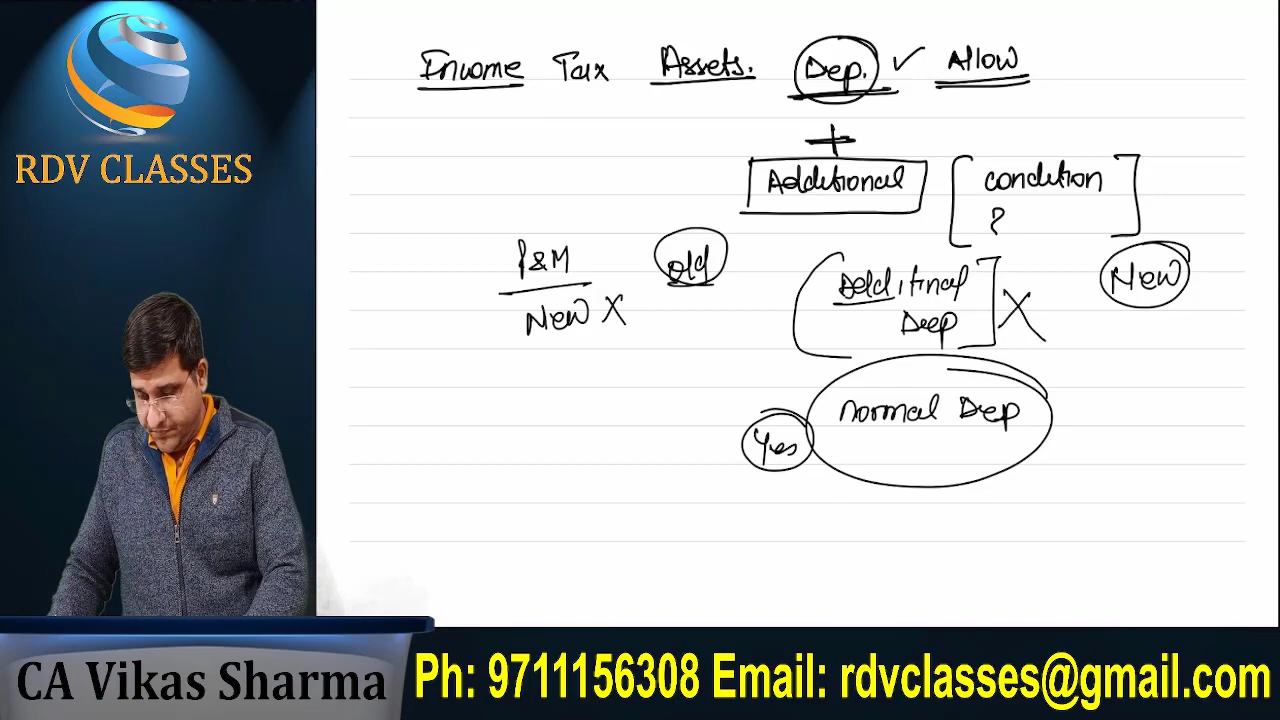 RDV CLASSES
Income Tax Assets. Dep. ✓ Allow
+
Additional [condition ?]
P&M
New X
old
[Additinal Dep] X
New
Yes
normal Dep
CA Vikas Sharma
Ph: 9711156308 Email: rdvclasses@gmail.com